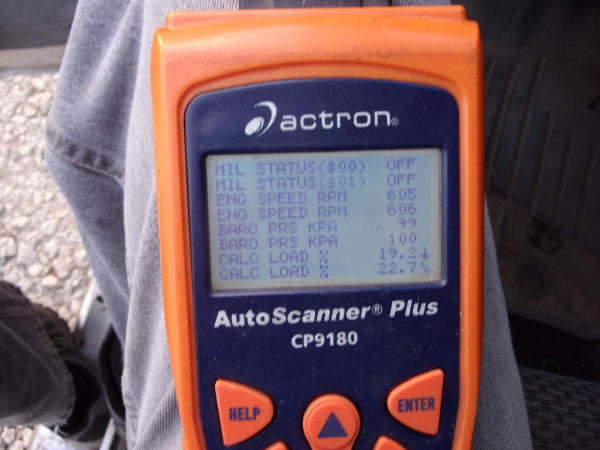 actron®
MIL STATUS($00) OFF
MIL STATUS($01) OFF
ENG SPEED RPM 605
ENG SPEED RPM 606
BARO PRS KPA 99
BARO PRS KPA 100
CALC LOAD % 19.2↓
CALC LOAD % 22.7%
AutoScanner® Plus
CP9180
HELP
ENTER